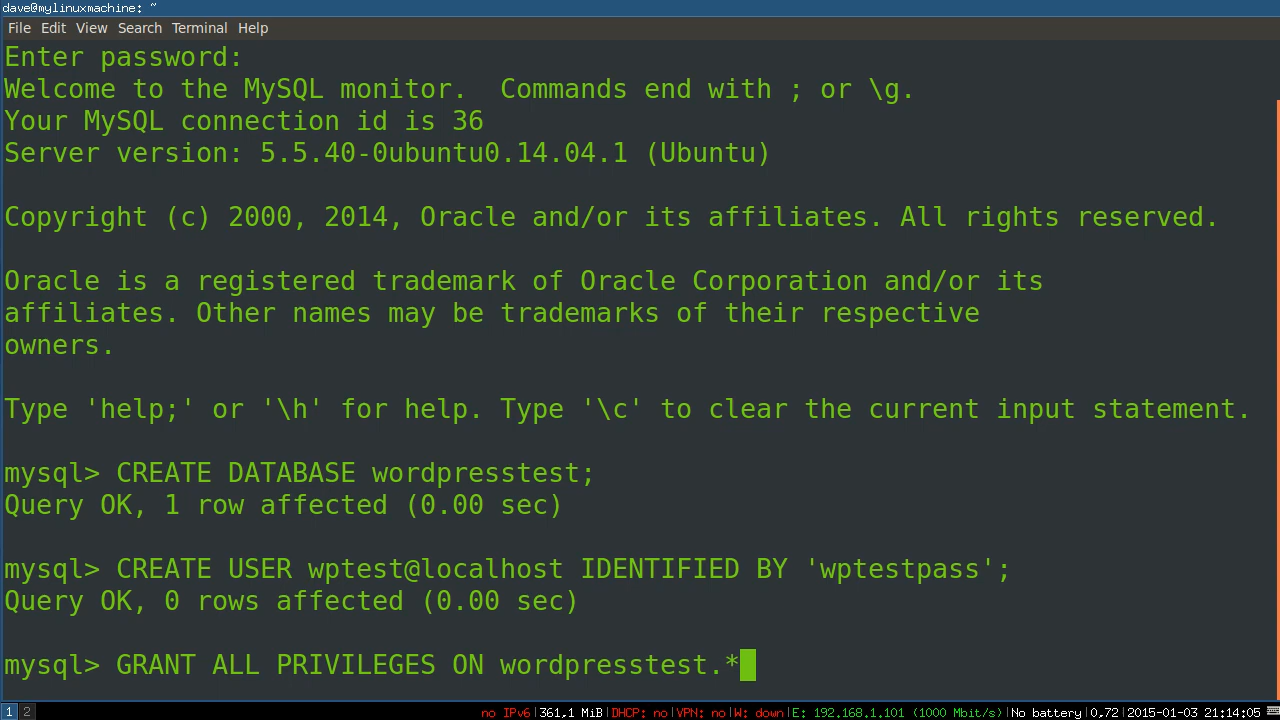 dave@mylinuxmachine: ~
File Edit View Search Terminal Help
Enter password:
Welcome to the MySQL monitor.  Commands end with ; or \g.
Your MySQL connection id is 36
Server version: 5.5.40-0ubuntu0.14.04.1 (Ubuntu)
Copyright (c) 2000, 2014, Oracle and/or its affiliates. All rights reserved.
Oracle is a registered trademark of Oracle Corporation and/or its
affiliates. Other names may be trademarks of their respective
owners.
Type 'help;' or '\h' for help. Type '\c' to clear the current input statement.
mysql> CREATE DATABASE wordpresstest;
Query OK, 1 row affected (0.00 sec)
mysql> CREATE USER wptest@localhost IDENTIFIED BY 'wptestpass';
Query OK, 0 rows affected (0.00 sec)
mysql> GRANT ALL PRIVILEGES ON wordpresstest.*
1 2 no IPv6|361,1 MiB|DHCP: no|VPN: no|W: down|E: 192.168.1.101 (1000 Mbit/s)|No battery|0,72|2015-01-03 21:14:05